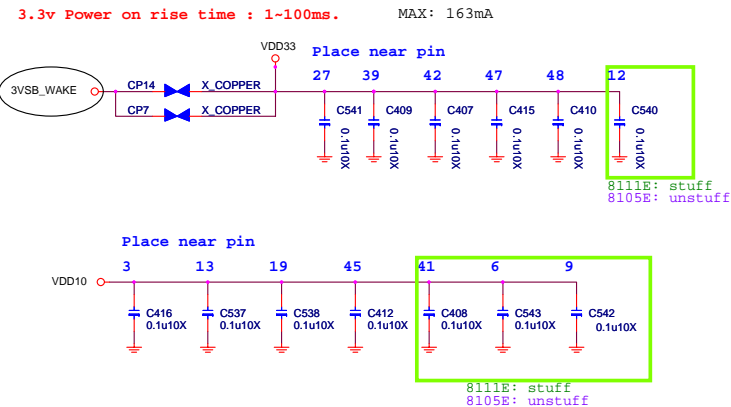 3.3v Power on rise time : 1~100ms. MAX: 163mA
VDD33 Place near pin
3VSB_WAKE CP14 X_COPPER 27 39 42 47 48 12
CP7 X_COPPER C541 C409 C407 C415 C410 C540
0.1u10X 0.1u10X 0.1u10X 0.1u10X 0.1u10X 0.1u10X
8111E: stuff
8105E: unstuff
Place near pin
3 13 19 45 41 6 9
VDD10
C416 C537 C538 C412 C408 C543 C542
0.1u10X 0.1u10X 0.1u10X 0.1u10X 0.1u10X 0.1u10X 0.1u10X
8111E: stuff
8105E: unstuff